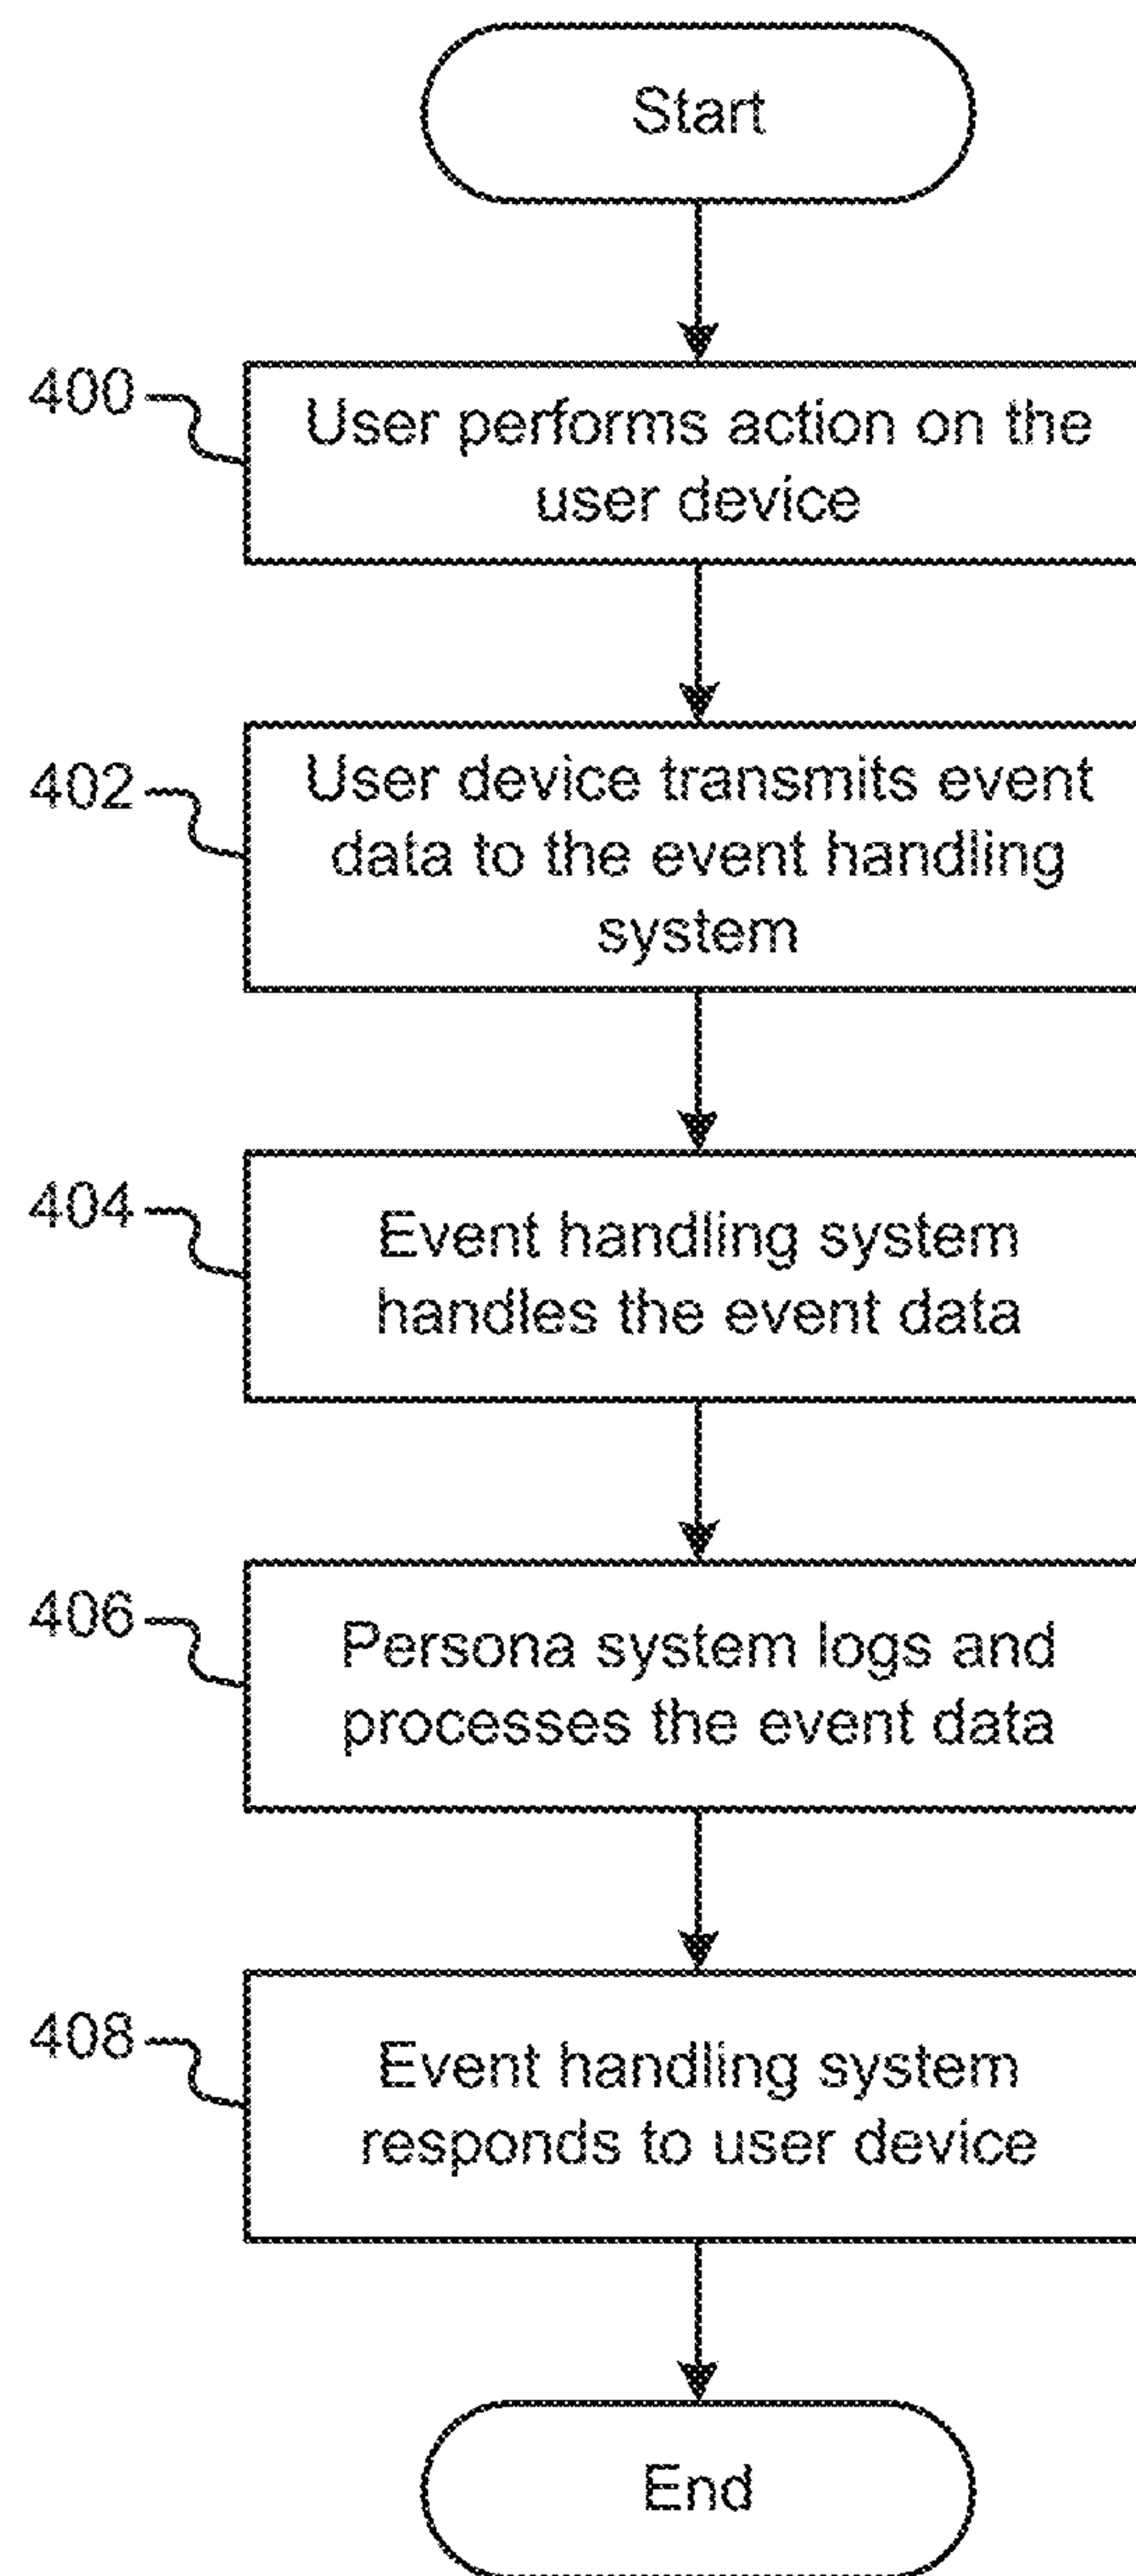 Start
400
User performs action on the
user device
402
User device transmits event
data to the event handling
system
404
Event handling system
handles the event data
406
Persona system logs and
processes the event data
408
Event handling system
responds to user device
End